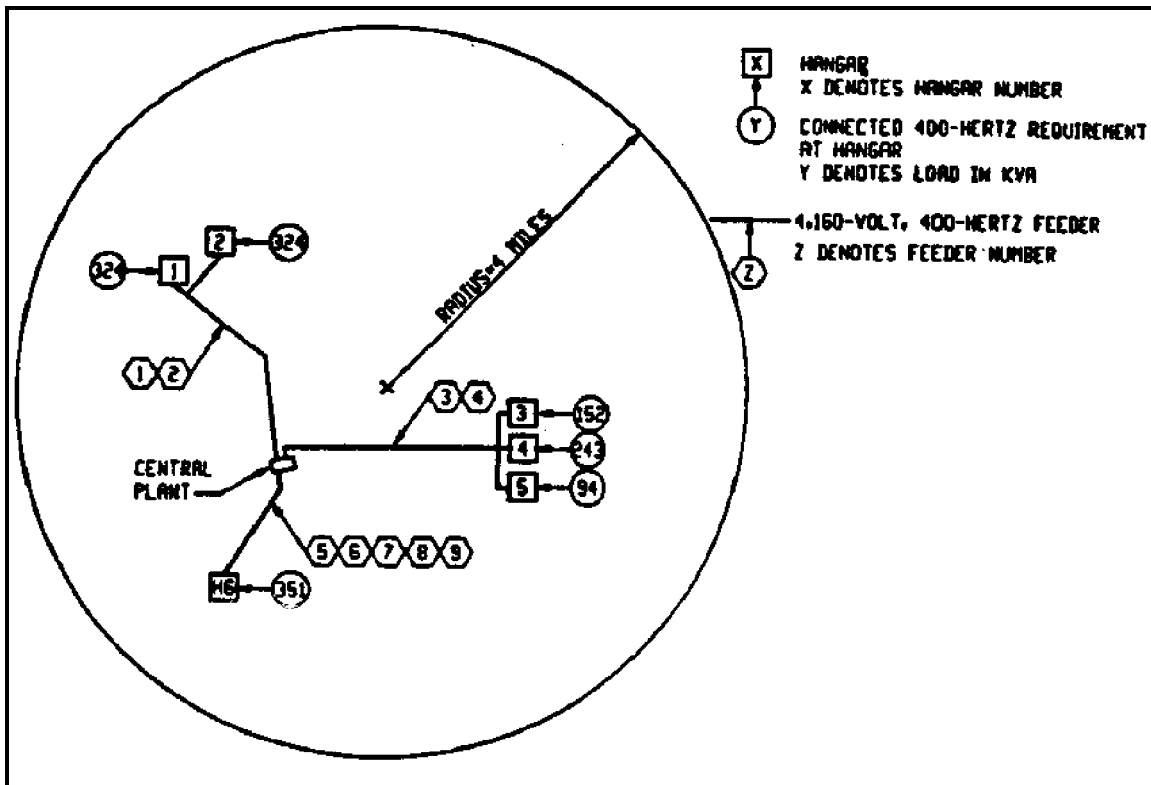 X HANGAR
X DENOTES HANGAR NUMBER
Y CONNECTED 400-HERTZ REQUIREMENT
AT HANGAR
Y DENOTES LOAD IN KVA
4,160-VOLT, 400-HERTZ FEEDER
Z DENOTES FEEDER NUMBER
Z
RADIUS=4 MILES
2 324
324 1
1 2
3 4
3 152
4 243
5 94
CENTRAL
PLANT
5 6 7 8 9
H6 351